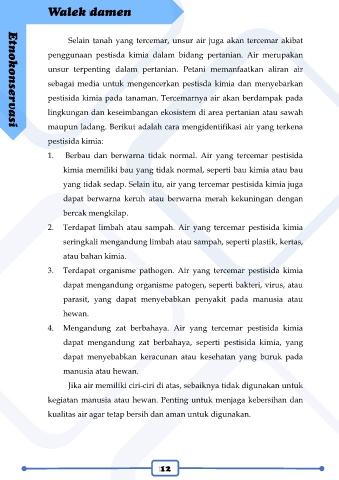 Walek damen
Etnokonservasi
Selain tanah yang tercemar, unsur air juga akan tercemar akibat
penggunaan pestisda kimia dalam bidang pertanian. Air merupakan
unsur terpenting dalam pertanian. Petani memanfaatkan aliran air
sebagai media untuk mengencerkan pestisda kimia dan menyebarkan
pestisida kimia pada tanaman. Tercemarnya air akan berdampak pada
lingkungan dan keseimbangan ekosistem di area pertanian atau sawah
maupun ladang. Berikut adalah cara mengidentifikasi air yang terkena
pestisida kimia:
1. Berbau dan berwarna tidak normal. Air yang tercemar pestisida
kimia memiliki bau yang tidak normal, seperti bau kimia atau bau
yang tidak sedap. Selain itu, air yang tercemar pestisida kimia juga
dapat berwarna keruh atau berwarna merah kekuningan dengan
bercak mengkilap.
2. Terdapat limbah atau sampah. Air yang tercemar pestisida kimia
seringkali mengandung limbah atau sampah, seperti plastik, kertas,
atau bahan kimia.
3. Terdapat organisme pathogen. Air yang tercemar pestisida kimia
dapat mengandung organisme patogen, seperti bakteri, virus, atau
parasit, yang dapat menyebabkan penyakit pada manusia atau
hewan.
4. Mengandung zat berbahaya. Air yang tercemar pestisida kimia
dapat mengandung zat berbahaya, seperti pestisida kimia, yang
dapat menyebabkan keracunan atau kesehatan yang buruk pada
manusia atau hewan.
Jika air memiliki ciri-ciri di atas, sebaiknya tidak digunakan untuk
kegiatan manusia atau hewan. Penting untuk menjaga kebersihan dan
kualitas air agar tetap bersih dan aman untuk digunakan.
12